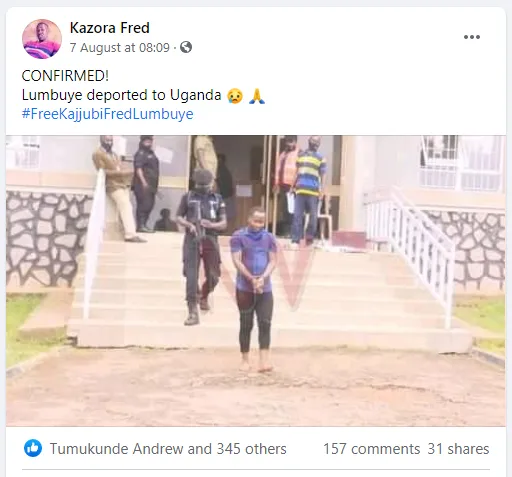 Kazora Fred
7 August at 08:09 ·
CONFIRMED!
Lumbuye deported to Uganda 😢 🙏
#FreeKajjubiFredLumbuye
Tumukunde Andrew and 345 others
157 comments 31 shares